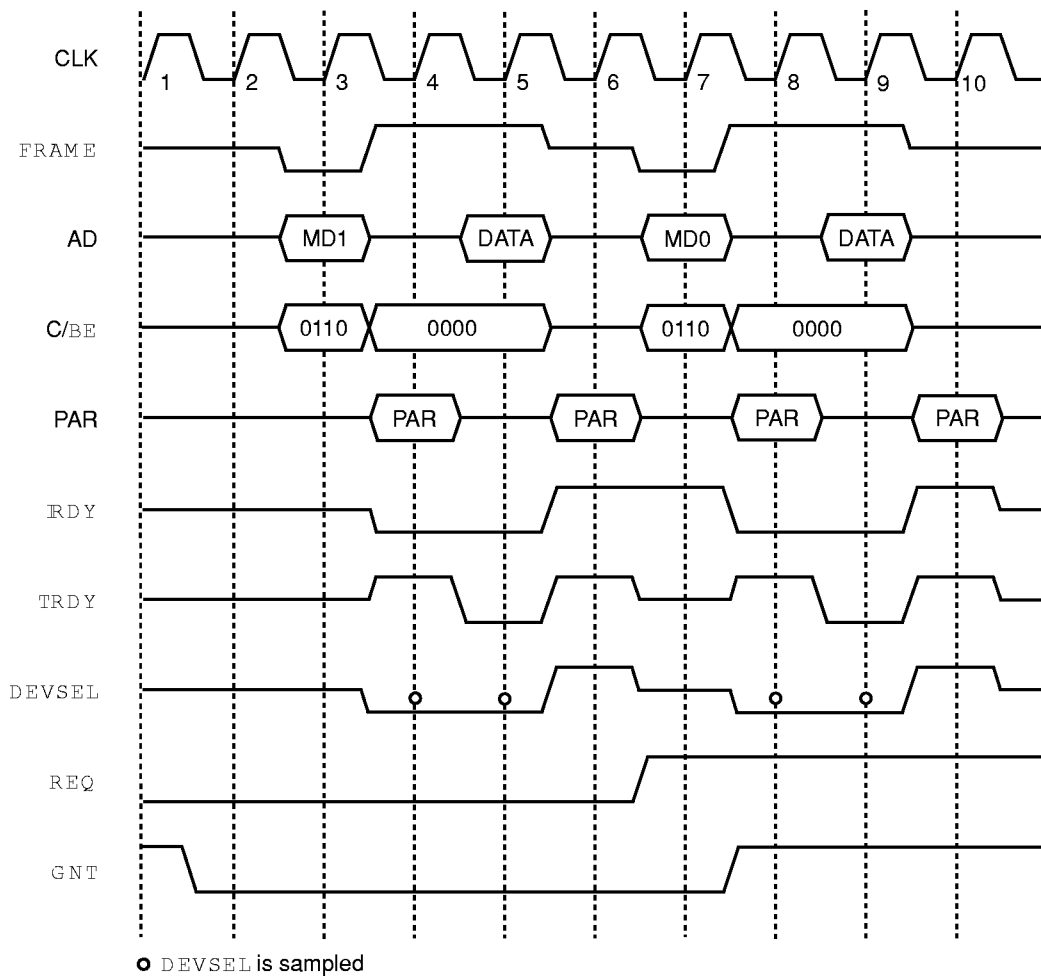 CLK
1 2 3 4 5 6 7 8 9 10
FRAME
AD
MD1 DATA MD0 DATA
C/BE
0110 0000 0110 0000
PAR
PAR PAR PAR PAR
IRDY
TRDY
DEVSEL
REQ
GNT
DEVSEL is sampled